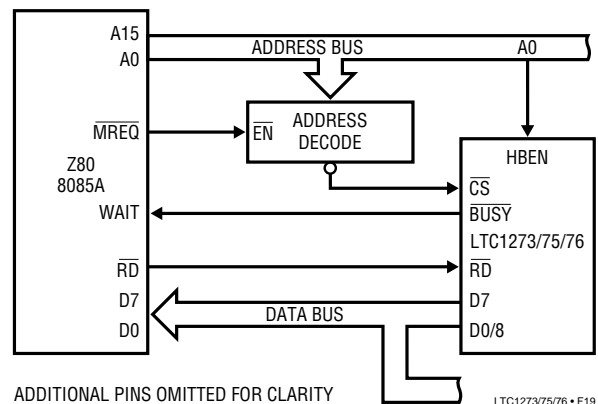 A15
A0
ADDRESS BUS
A0
MREQ
EN
ADDRESS
DECODE
HBEN
Z80
8085A
CS
WAIT
BUSY
LTC1273/75/76
RD
RD
D7
D0
DATA BUS
D7
D0/8
ADDITIONAL PINS OMITTED FOR CLARITY
LTC1273/75/76 • F19